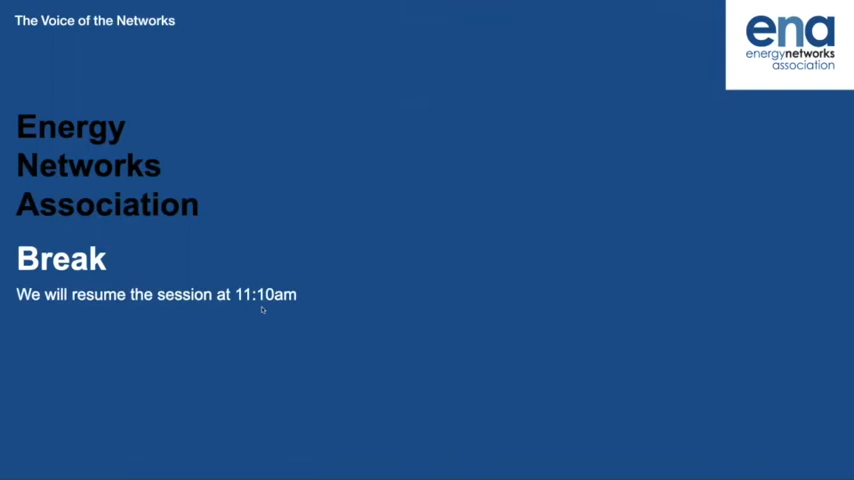 The Voice of the Networks
ena
energynetworks
association
Energy
Networks
Association
Break
We will resume the session at 11:10am